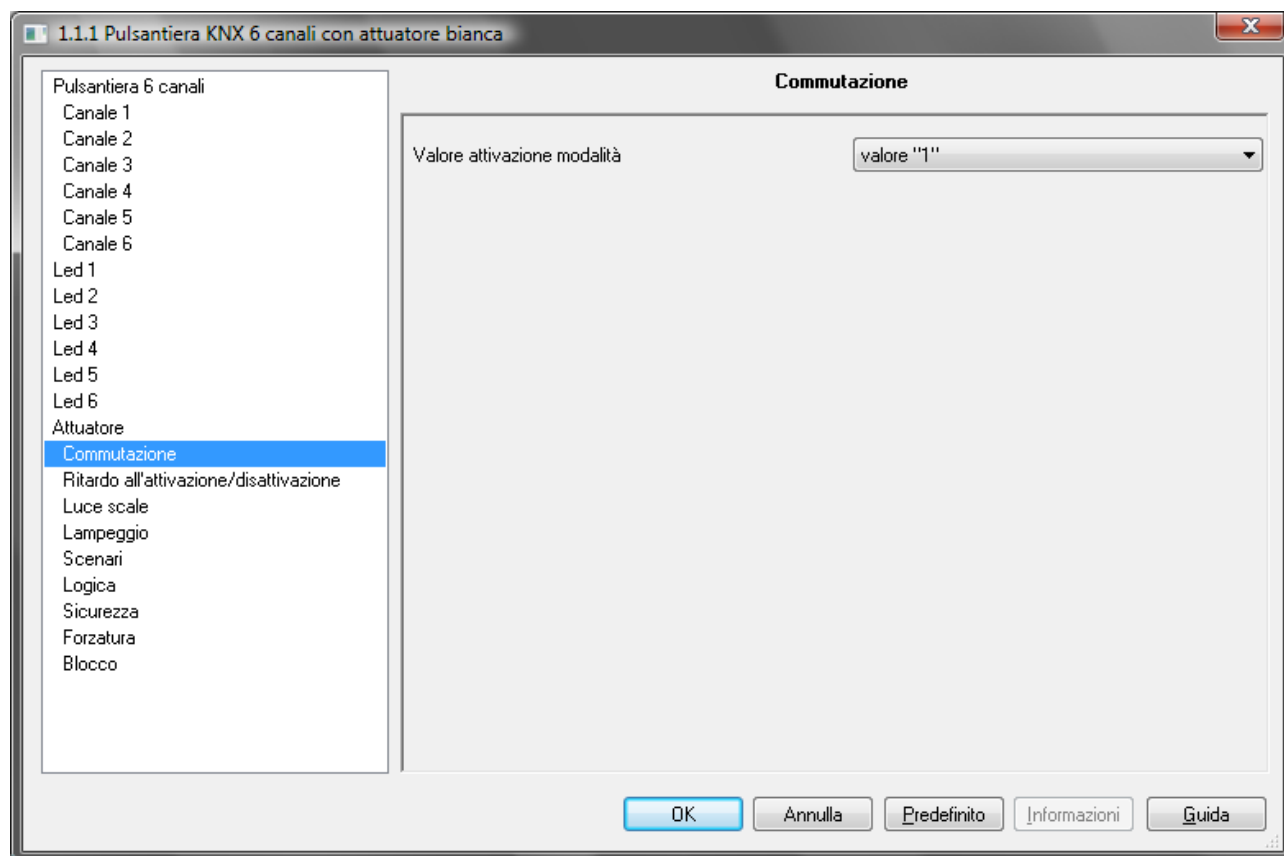 1.1.1 Pulsantiera KNX 6 canali con attuatore bianca
Pulsantiera 6 canali
Canale 1
Canale 2
Canale 3
Canale 4
Canale 5
Canale 6
Led 1
Led 2
Led 3
Led 4
Led 5
Led 6
Attuatore
Commutazione
Ritardo all'attivazione/disattivazione
Luce scale
Lampeggio
Scenari
Logica
Sicurezza
Forzatura
Blocco
Commutazione
Valore attivazione modalità valore "1"
OK Annulla Predefinito Informazioni Guida